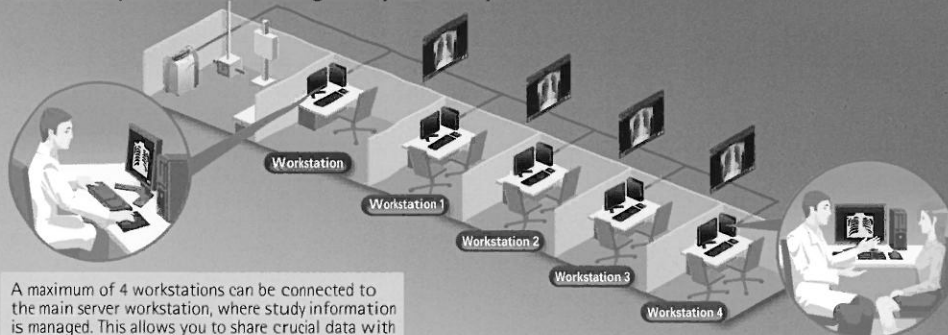 Workstation
Workstation 1
Workstation 2
Workstation 3
Workstation 4
A maximum of 4 workstations can be connected to
the main server workstation, where study information
is managed. This allows you to share crucial data with